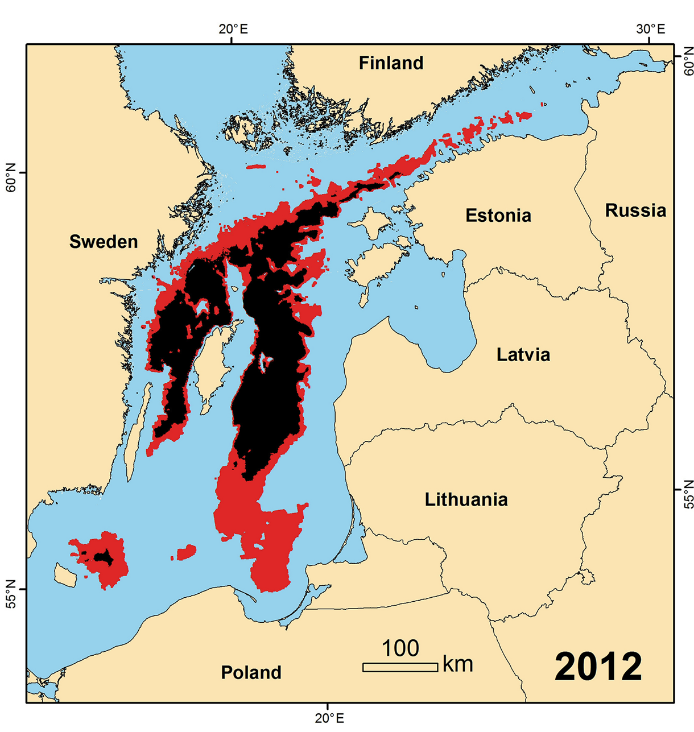 20°E
30°E
60°N
Finland
60°N
Estonia
Russia
Sweden
Latvia
55°N
Lithuania
55°N
100
km
Poland
2012
20°E